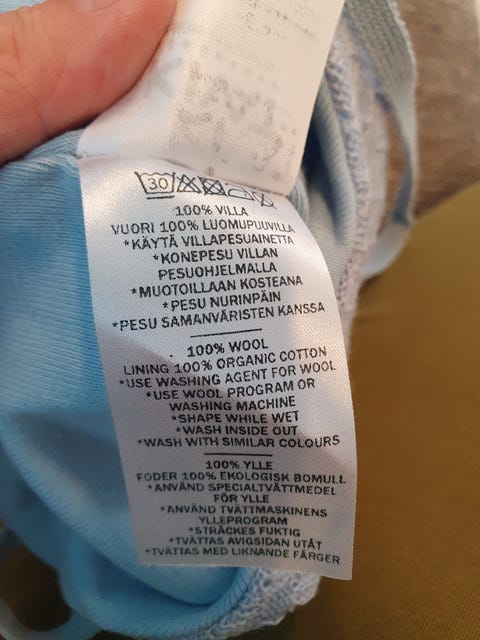 30
100% VILLA
VUORI 100% LUOMUPUUVILLA
*KÄYTÄ VILLAPESUAINETTA
*KONEPESU VILLAN
PESUOHJELMALLA
*MUOTOILLAAN KOSTEANA
*PESU NURINPÄIN
*PESU SAMANVÄRISTEN KANSSA
100% WOOL
LINING 100% ORGANIC COTTON
*USE WASHING AGENT FOR WOOL
*USE WOOL PROGRAM OR
WASHING MACHINE
*SHAPE WHILE WET
*WASH INSIDE OUT
*WASH WITH SIMILAR COLOURS
100% YLLE
FODER 100% EKOLOGISK BOMULL
*ANVÄND SPECIALTVÄTTMEDEL
FÖR YLLE
*ANVÄND TVÄTTMASKINENS
YLLEPROGRAM
*STRÄCKES FUKTIG
*TVÄTTAS AVIGSIDAN UTÅT
*TVÄTTAS MED LIKNANDE FÄRGER